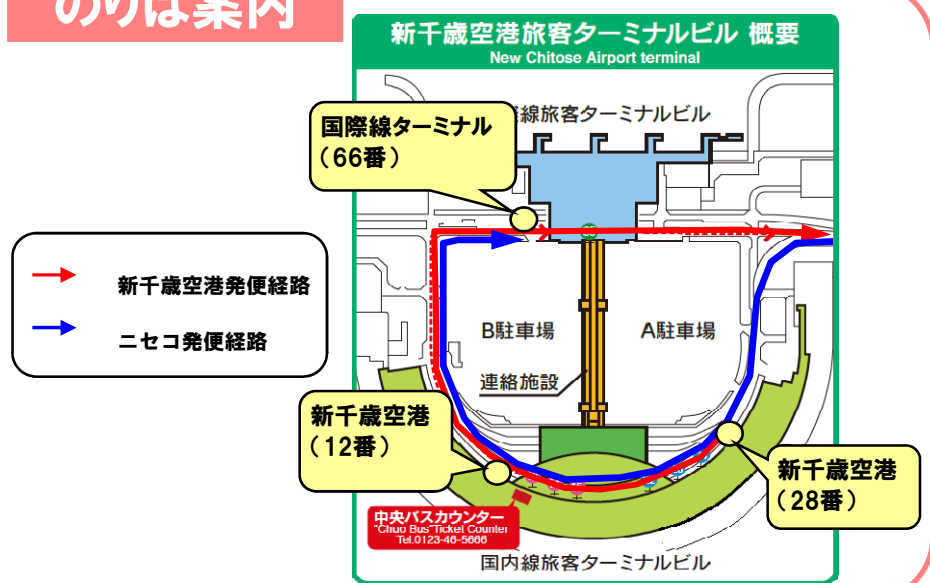 のりば案内
新千歳空港旅客ターミナルビル 概要
New Chitose Airport terminal
線旅客ターミナルビル
国際線ターミナル
（66番）
新千歳空港発便経路
ニセコ発便経路
B駐車場
A駐車場
連絡施設
新千歳空港
（12番）
新千歳空港
（28番）
中央バスカウンター
"Chuo Bus"Ticket Counter
Tel.0123-46-5666
国内線旅客ターミナルビル